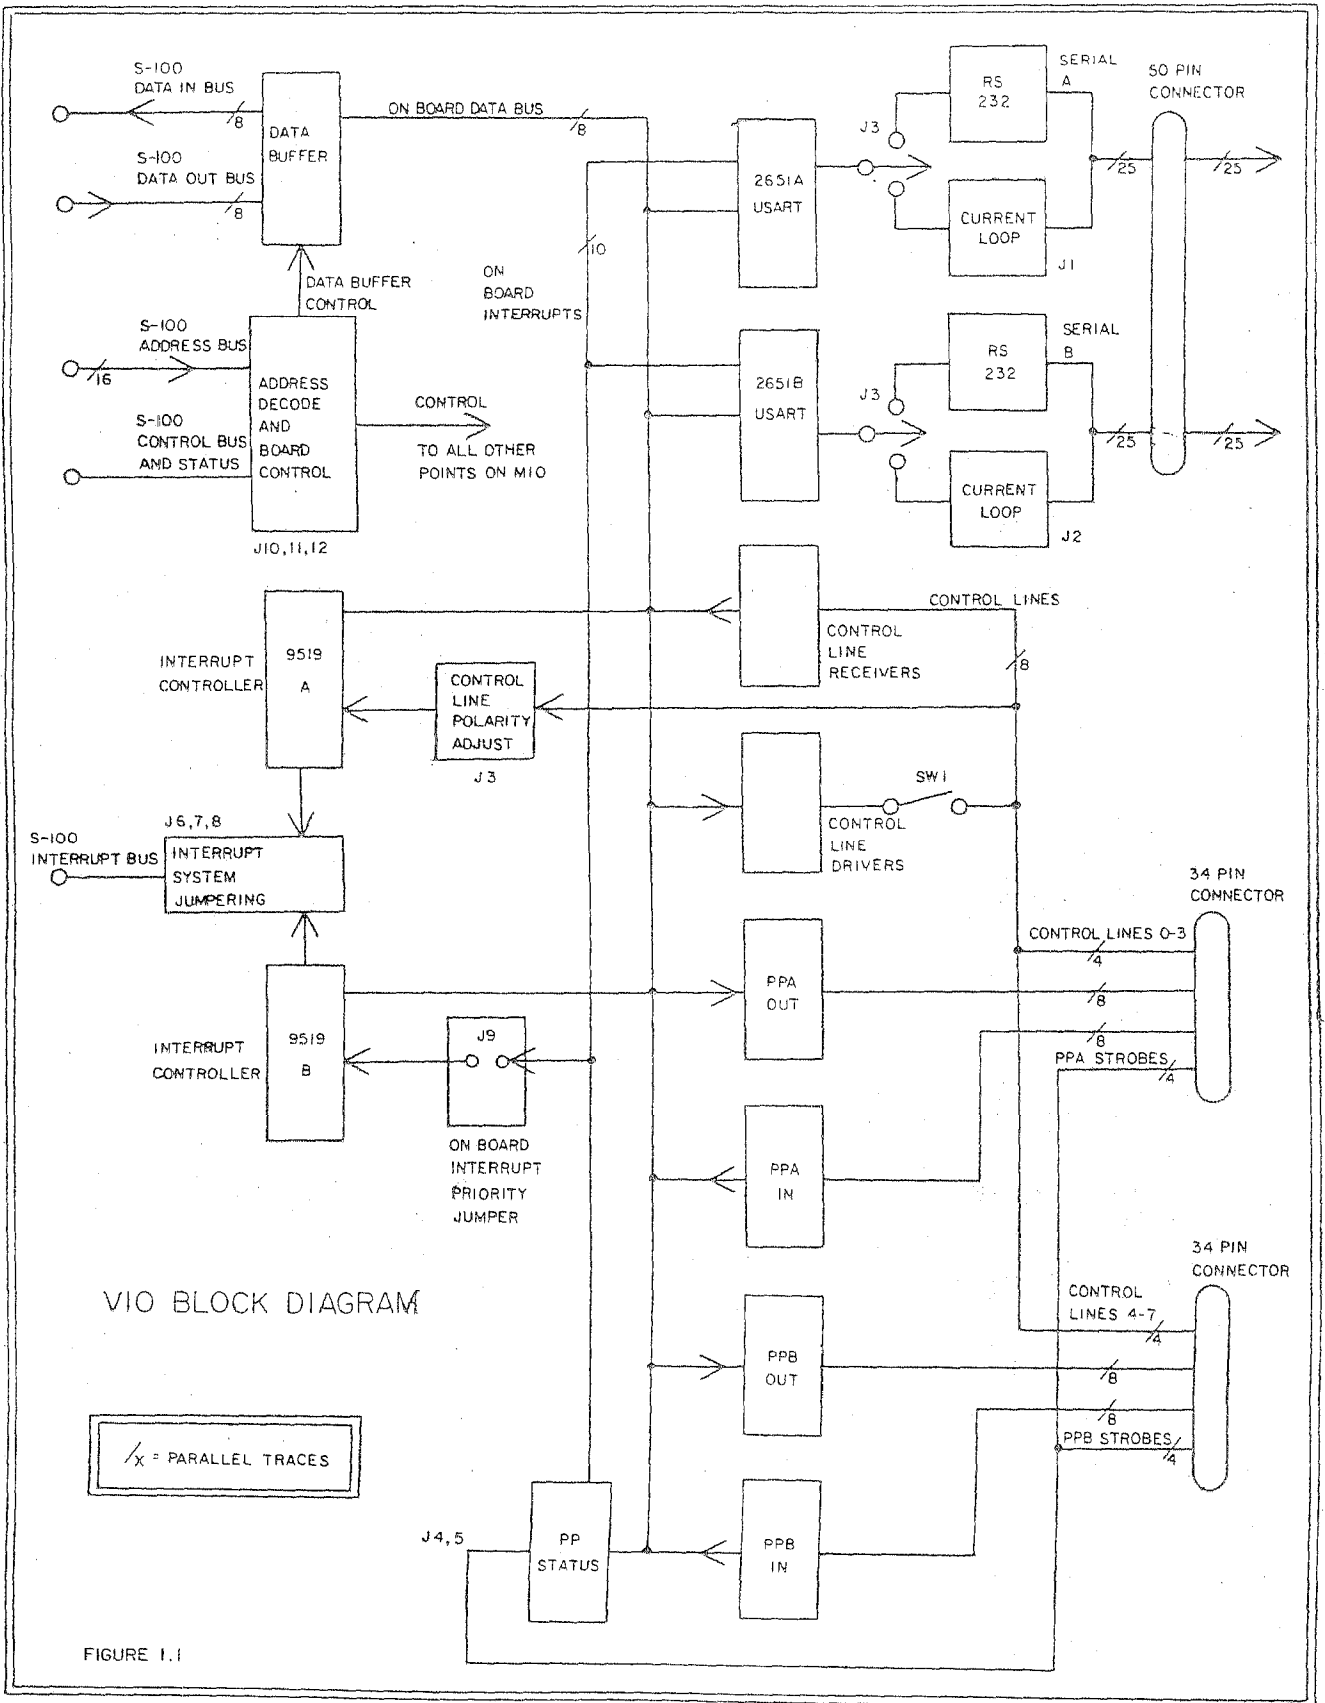 S-100
DATA IN BUS
8
S-100
DATA OUT BUS
8
DATA
BUFFER
ON BOARD DATA BUS
8
DATA BUFFER
CONTROL
S-100
ADDRESS BUS
16
S-100
CONTROL BUS
AND STATUS
ADDRESS
DECODE
AND
BOARD
CONTROL
J10,11,12
CONTROL
TO ALL OTHER
POINTS ON MIO
10
ON
BOARD
INTERRUPTS
2651A
USART
J3
RS
232
SERIAL
A
CURRENT
LOOP
J1
50 PIN
CONNECTOR
25
25
2651B
USART
J3
RS
232
SERIAL
B
CURRENT
LOOP
J2
25
25
INTERRUPT
CONTROLLER
9519
A
CONTROL
LINE
POLARITY
ADJUST
J3
CONTROL LINES
CONTROL
LINE
RECEIVERS
8
SW1
CONTROL
LINE
DRIVERS
J6,7,8
S-100
INTERRUPT BUS
INTERRUPT
SYSTEM
JUMPERING
INTERRUPT
CONTROLLER
9519
B
J9
ON BOARD
INTERRUPT
PRIORITY
JUMPER
34 PIN
CONNECTOR
CONTROL LINES 0-3
4
PPA
OUT
8
8
PPA STROBES
4
PPA
IN
34 PIN
CONNECTOR
CONTROL
LINES 4-7
4
PPB
OUT
8
8
PPB STROBES
4
PPB
IN
J4,5
PP
STATUS
VIO BLOCK DIAGRAM
/X = PARALLEL TRACES
FIGURE 1.1